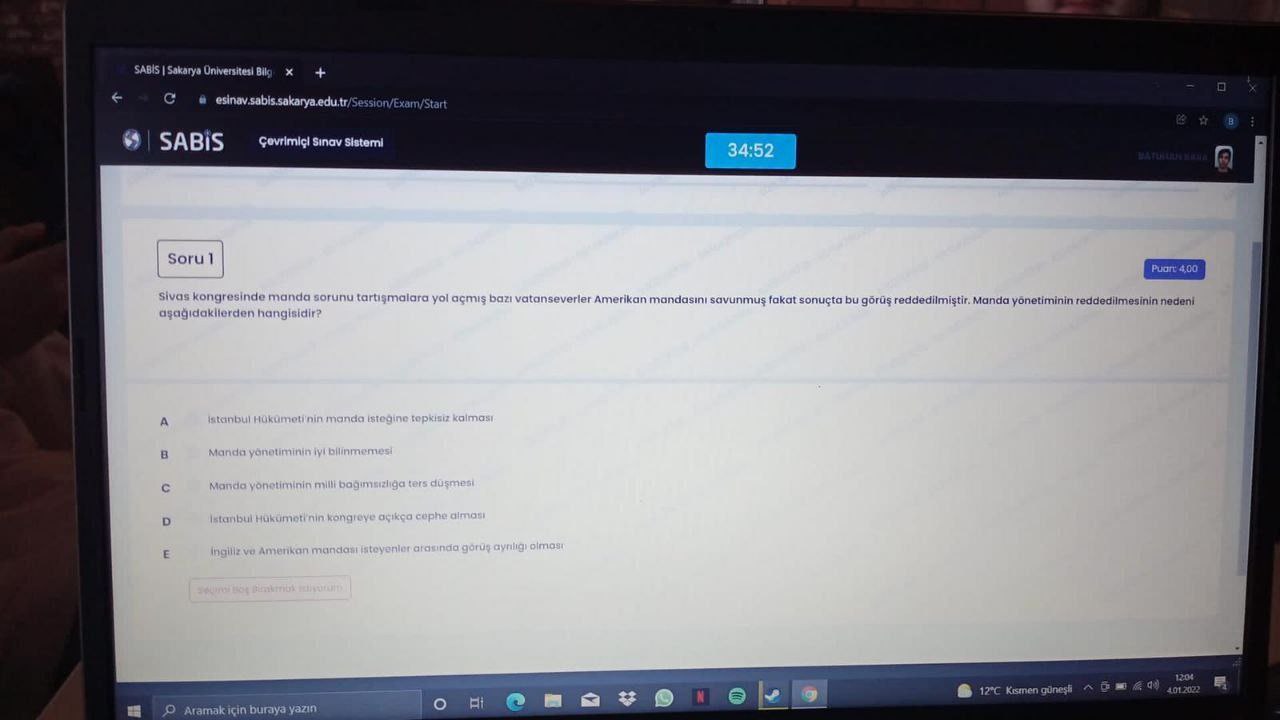 SABİS | Sakarya Üniversitesi Bilg
esinav.sabis.sakarya.edu.tr/Session/Exam/Start
B
SABİS
Çevrimiçi Sınav Sistemi
34:52
Soru 1
Puan: 4,00
Sivas kongresinde manda sorunu tartışmalara yol açmış bazı vatanseverler Amerikan mandasını savunmuş fakat sonuçta bu görüş reddedilmiştir. Manda yönetiminin reddedilmesinin nedeni
aşağıdakilerden hangisidir?
A İstanbul Hükümeti'nin manda isteğine tepkisiz kalması
B Manda yönetiminin iyi bilinmemesi
C Manda yönetiminin milli bağımsızlığa ters düşmesi
D İstanbul Hükümeti'nin kongreye açıkça cephe alması
E İngiliz ve Amerikan mandası isteyenler arasında görüş ayrılığı olması
Seçimi Boş Bırakmak İstiyorum
Aramak için buraya yazın
N
12°C Kısmen güneşli
12:04
4.01.2022